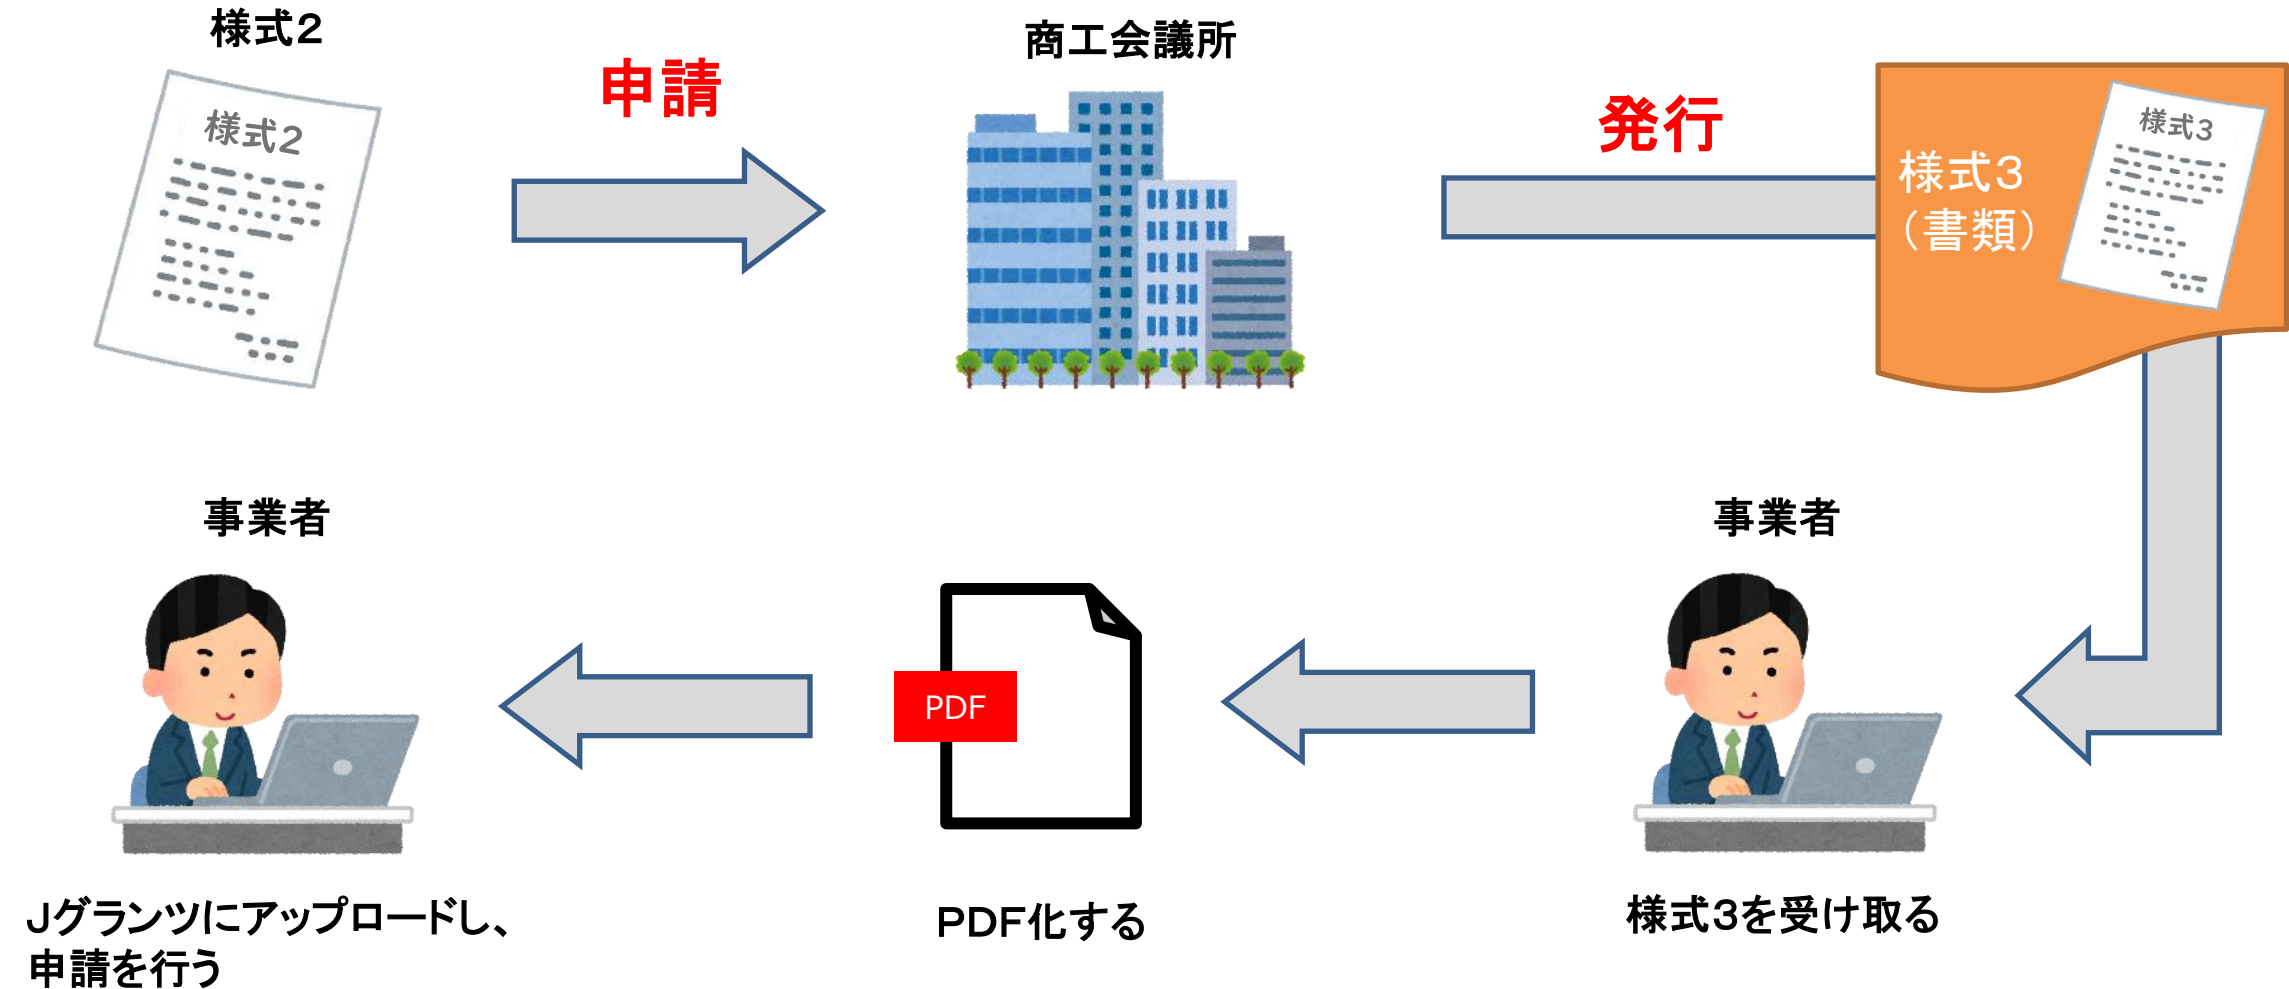 様式２
商工会議所
申請
発行
様式２
様式３
様式３
（書類）
事業者
事業者
PDF
Ｊグランツにアップロードし、
申請を行う
ＰＤＦ化する
様式３を受け取る